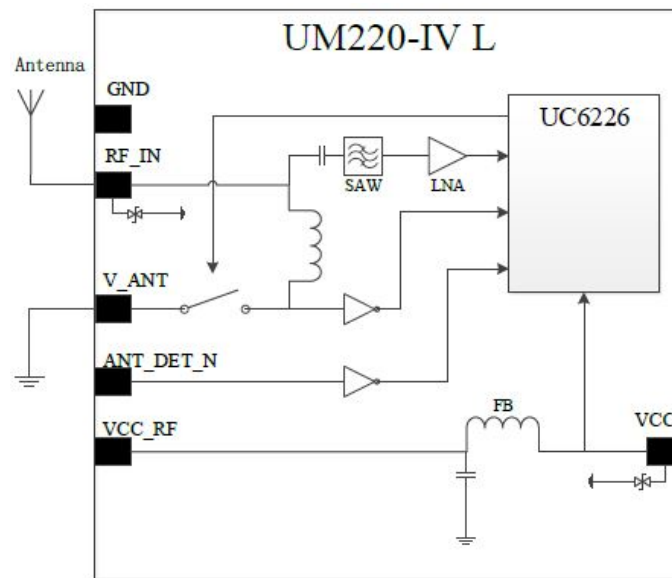 UM220-IV L
Antenna
GND
UC6226
RF_IN
SAW
LNA
V_ANT
ANT_DET_N
VCC_RF
FB
VCC